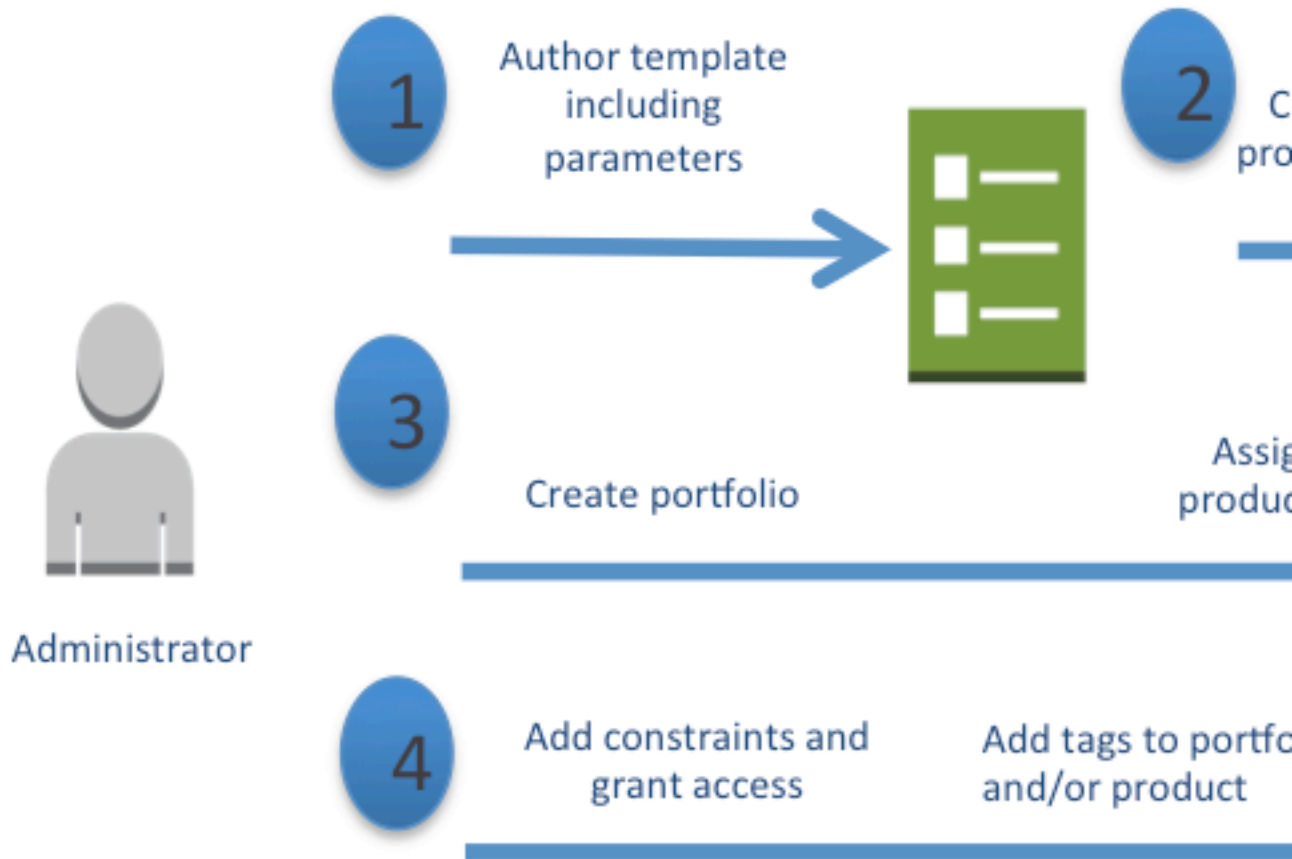 1
Author template
including
parameters
2
3
Create portfolio
Administrator
4
Add constraints and
grant access
Add tags to
and/or product